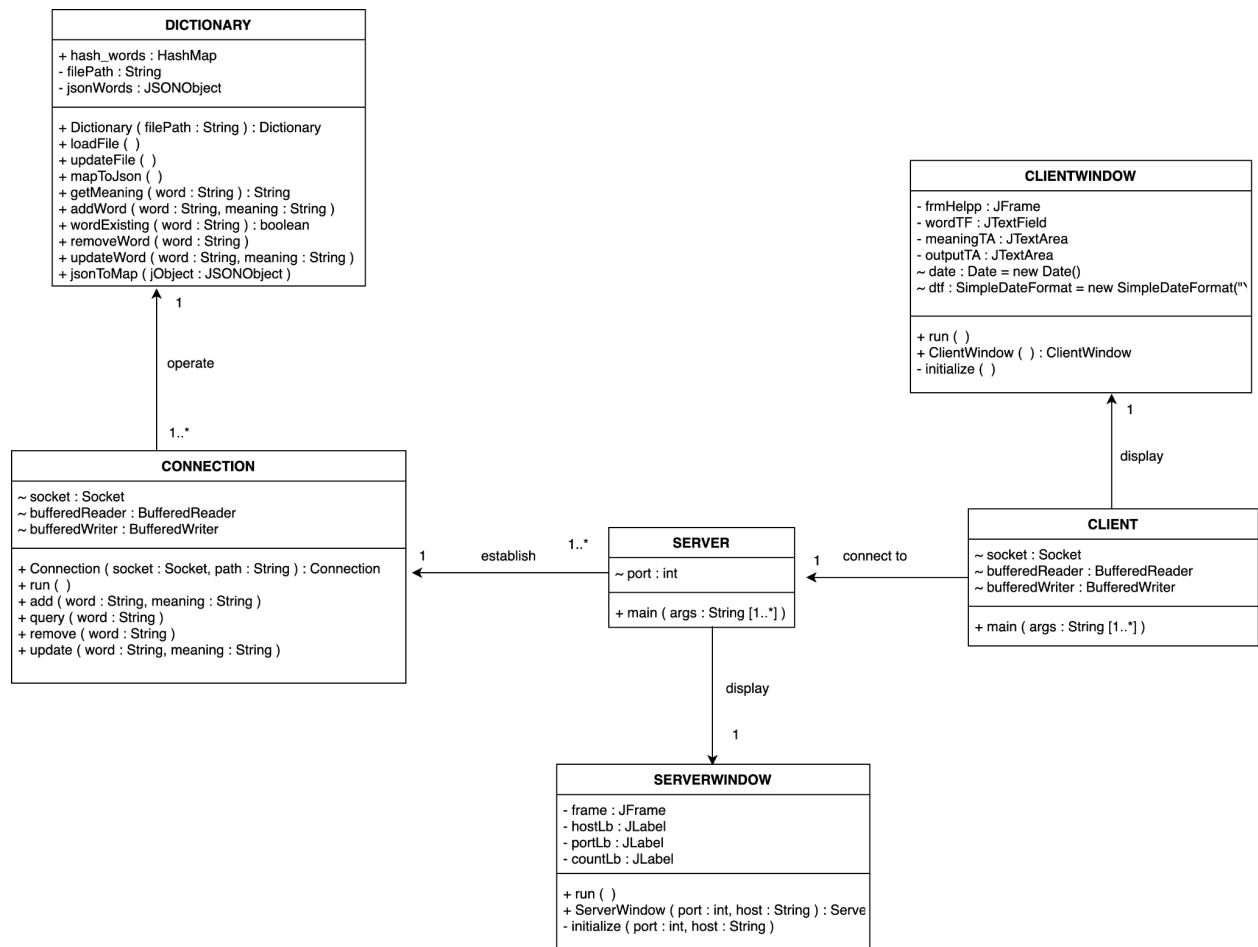 DICTIONARY
+ hash_words : HashMap
- filePath : String
- jsonWords : JSONObject
+ Dictionary ( filePath : String ) : Dictionary
+ loadFile ( )
+ updateFile ( )
+ mapToJson ( )
+ getMeaning ( word : String ) : String
+ addWord ( word : String, meaning : String )
+ wordExisting ( word : String ) : boolean
+ removeWord ( word : String )
+ updateWord ( word : String, meaning : String )
+ jsonToMap ( jObject : JSONObject )
1
operate
1..*
CLIENTWINDOW
- frmHelpp : JFrame
- wordTF : JTextField
- meaningTA : JTextArea
- outputTA : JTextArea
~ date : Date = new Date()
~ dtf : SimpleDateFormat = new SimpleDateFormat("
+ run ( )
+ ClientWindow ( ) : ClientWindow
- initialize ( )
1
display
CONNECTION
~ socket : Socket
~ bufferedReader : BufferedReader
~ bufferedWriter : BufferedWriter
+ Connection ( socket : Socket, path : String ) : Connection
+ run ( )
+ add ( word : String, meaning : String )
+ query ( word : String )
+ remove ( word : String )
+ update ( word : String, meaning : String )
1
establish
1..*
SERVER
~ port : int
+ main ( args : String [1..*] )
1
connect to
CLIENT
~ socket : Socket
~ bufferedReader : BufferedReader
~ bufferedWriter : BufferedWriter
+ main ( args : String [1..*] )
display
1
SERVERWINDOW
- frame : JFrame
- hostLb : JLabel
- portLb : JLabel
- countLb : JLabel
+ run ( )
+ ServerWindow ( port : int, host : String ) : Serve
- initialize ( port : int, host : String )